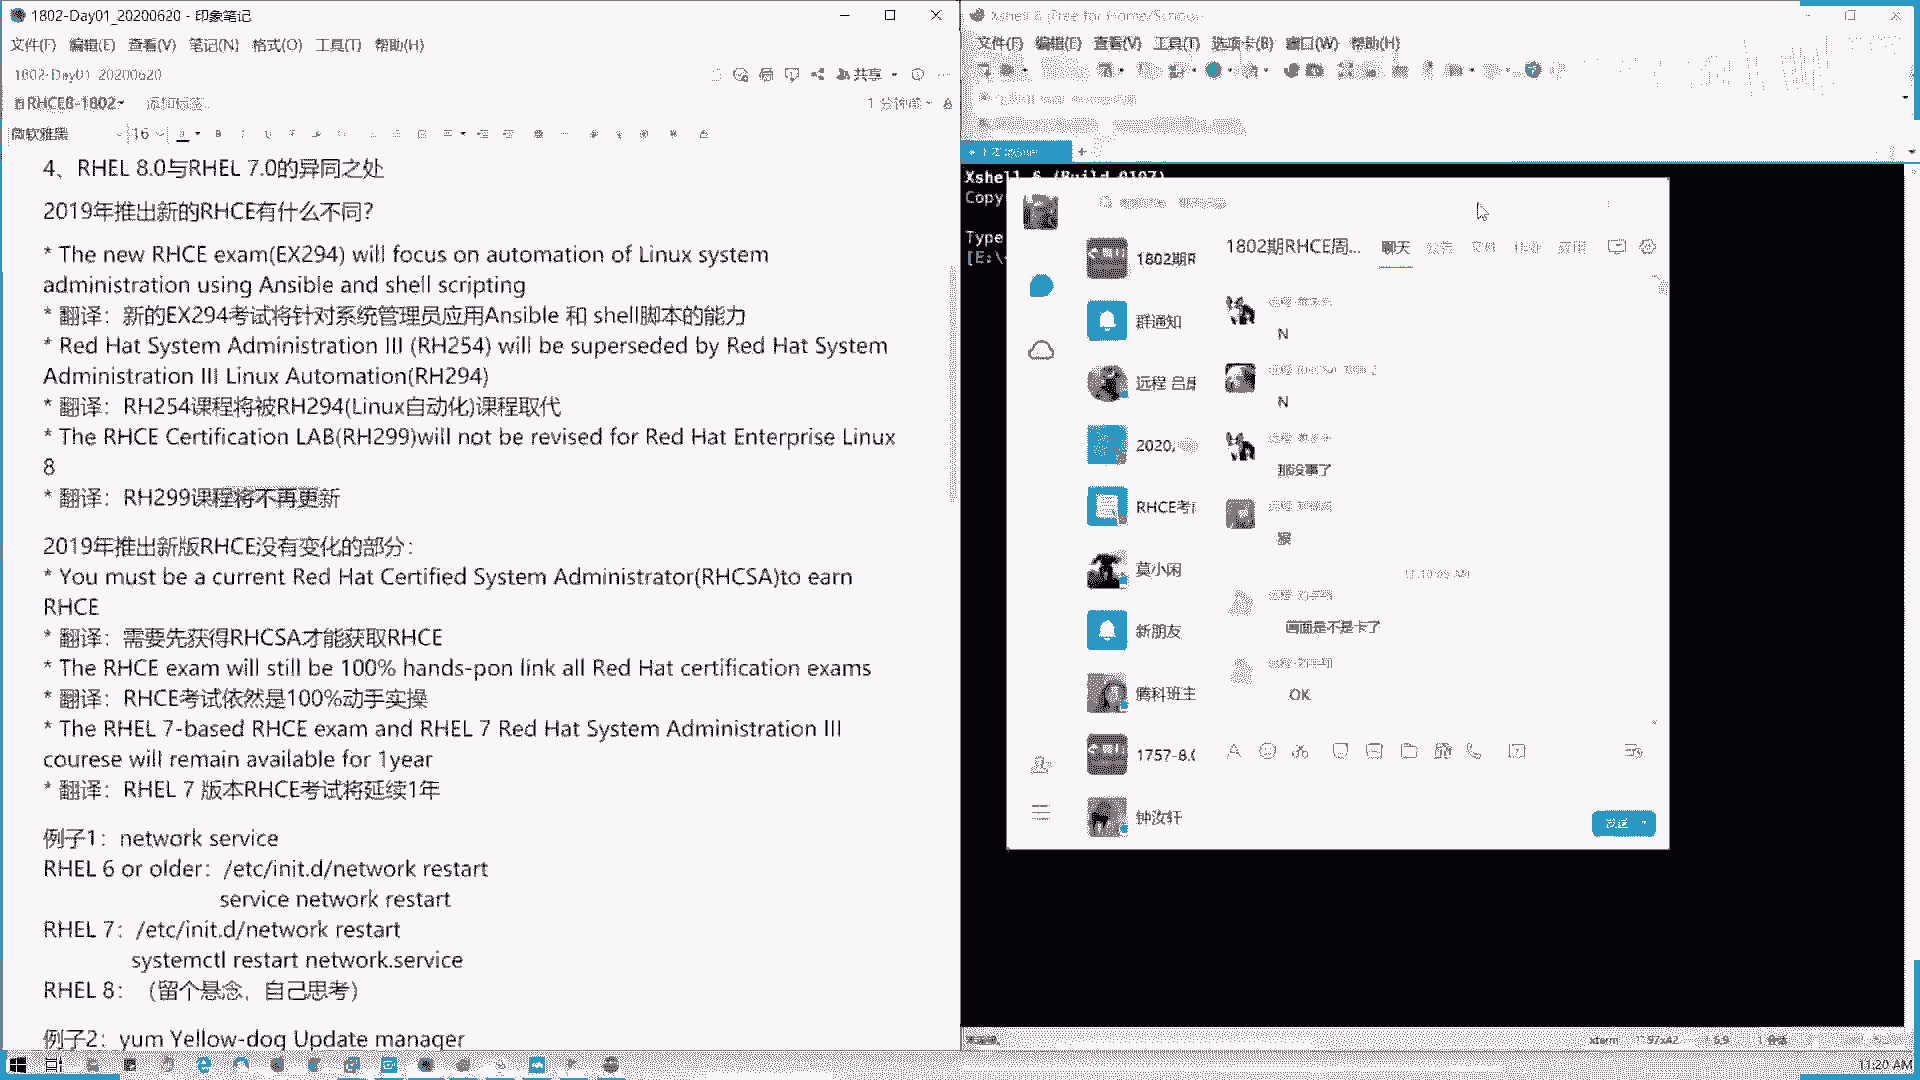 1802-Day01_20200620 - 印象笔记
文件(F) 编辑(E) 查看(V) 笔记(N) 格式(O) 工具(T) 帮助(H)
1802-Day01_20200620
共享
RHCE8-1802
添加标签...
1 分钟前
微软雅黑
16
4、RHEL 8.0与RHEL 7.0的异同之处
2019年推出新的RHCE有什么不同?
* The new RHCE exam(EX294) will focus on automation of Linux system
administration using Ansible and shell scripting
* 翻译：新的EX294考试将针对系统管理员应用Ansible 和 shell脚本的能力
* Red Hat System Administration III (RH254) will be superseded by Red Hat System
Administration III Linux Automation(RH294)
* 翻译：RH254课程将被RH294(Linux自动化)课程取代
* The RHCE Certification LAB(RH299)will not be revised for Red Hat Enterprise Linux
8
* 翻译：RH299课程将不再更新
2019年推出新版RHCE没有变化的部分：
* You must be a current Red Hat Certified System Administrator(RHCSA)to earn
RHCE
* 翻译：需要先获得RHCSA才能获取RHCE
* The RHCE exam will still be 100% hands-pon link all Red Hat certification exams
* 翻译：RHCE考试依然是100%动手实操
* The RHEL 7-based RHCE exam and RHEL 7 Red Hat System Administration III
courese will remain available for 1year
* 翻译：RHEL 7 版本RHCE考试将延续1年
例子1：network service
RHEL 6 or older：/etc/init.d/network restart
service network restart
RHEL 7：/etc/init.d/network restart
systemctl restart network.service
RHEL 8：（留个悬念，自己思考）
例子2：yum Yellow-dog Update manager
Xshell 6 (Free for Home/School)
文件(F) 编辑(E) 查看(V) 工具(T) 选项卡(B) 窗口(W) 帮助(H)
Xshell 6 (Build 0107)
Copy
Type
[E:\
1802期R
群通知
远程 吕
2020,
RHCE考
莫小闲
新朋友
腾科班主
1757-8.0
钟汝轩
1802期RHCE周...
聊天 公告 文件 作业 应用
N
N
那没事了
猴
11:10:09 AM
画面是不是卡了
OK
发送
xterm
97x42
11:20 AM